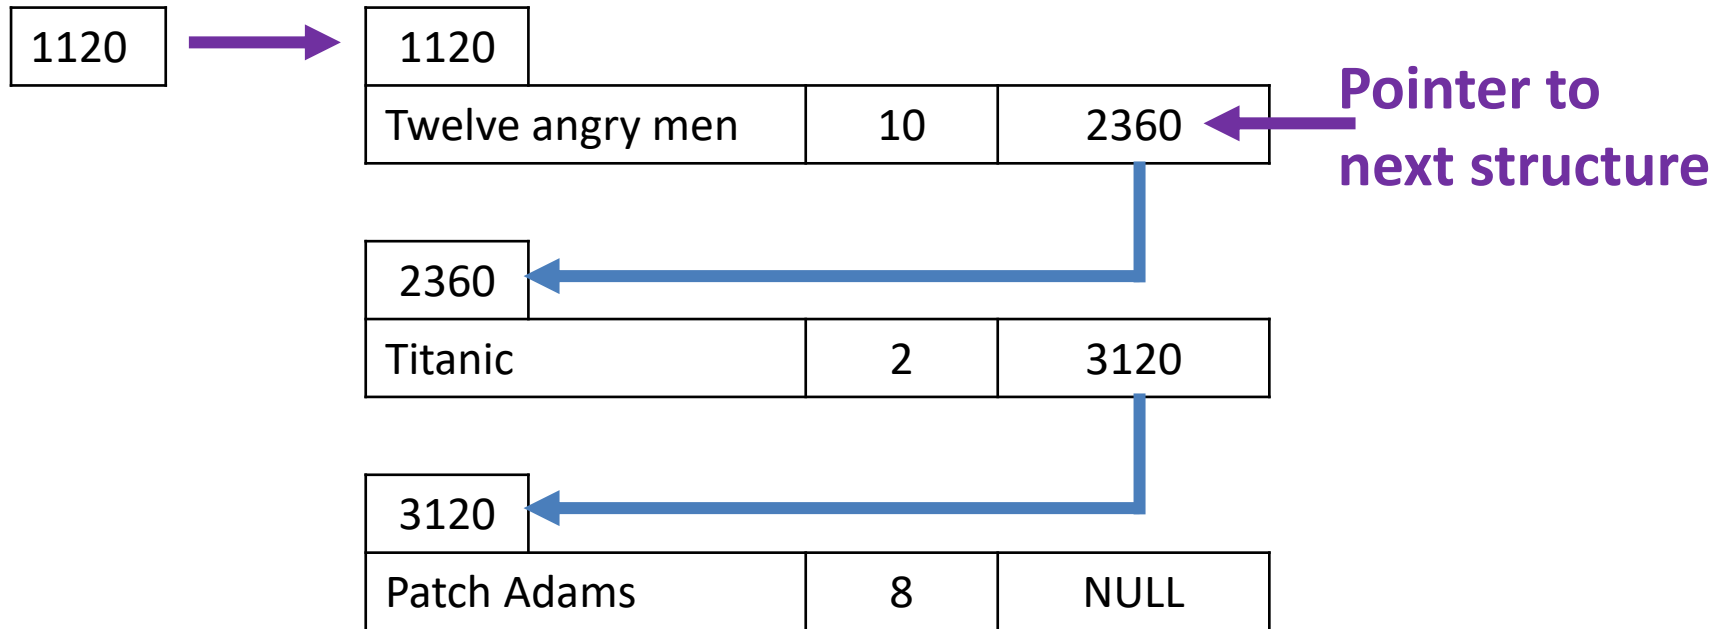 1120
1120
Twelve angry men 10 2360
Pointer to
next structure
2360
Titanic 2 3120
3120
Patch Adams 8 NULL